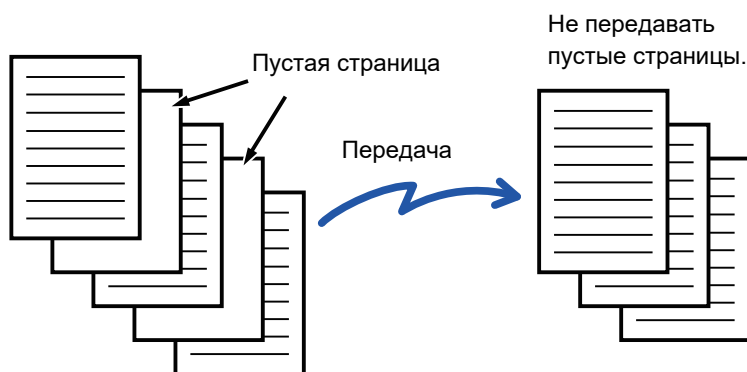 Не передавать
пустые страницы.
Пустая страница
Передача